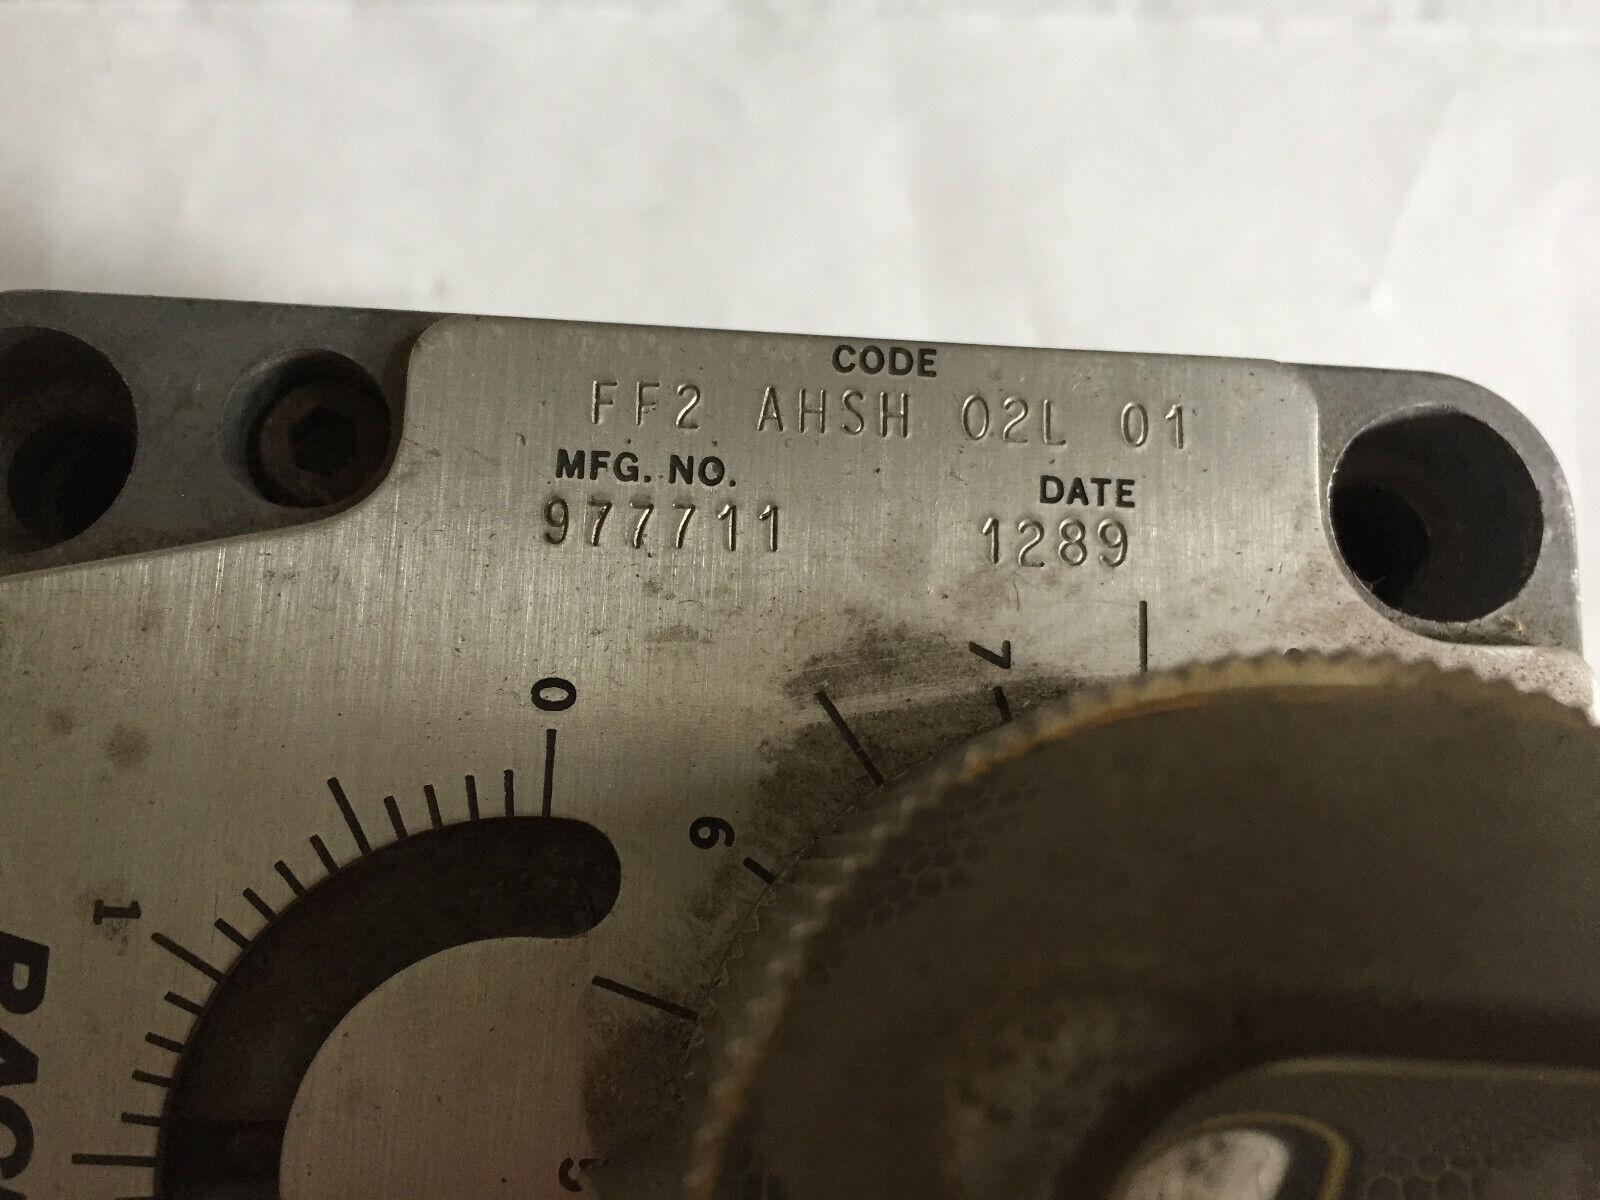 CODE
FF2 AHSH 02L 01
MFG. NO.
977711
DATE
1289
0
7
6
1